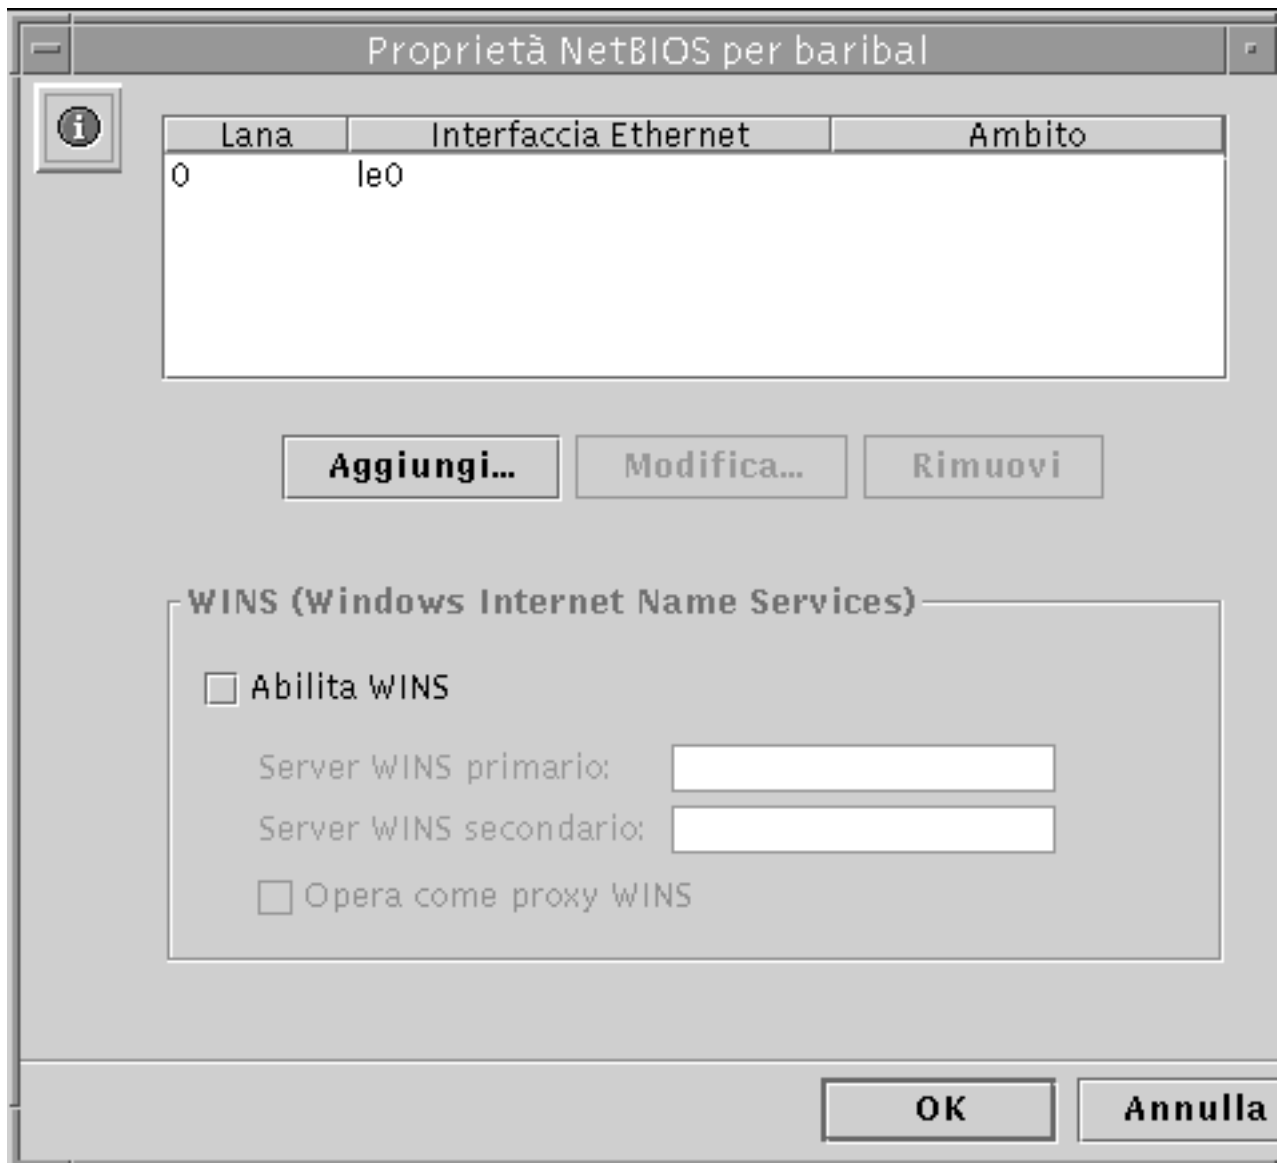 Proprietà NetBIOS per baribal
Lana Interfaccia Ethernet Ambito
0 le0
Aggiungi... Modifica... Rimuovi
WINS (Windows Internet Name Services)
Abilita WINS
Server WINS primario:
Server WINS secondario:
Opera come proxy WINS
OK Annulla